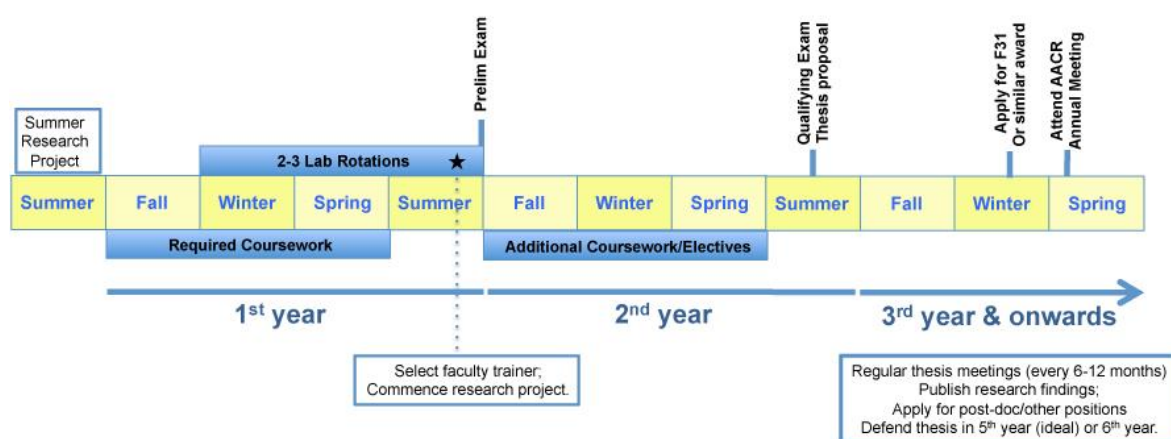 Prelim Exam
Qualifying Exam
Thesis proposal
Apply for F31
Or similar award
Attend AACR
Annual Meeting
Summer
Research
Project
2-3 Lab Rotations
Summer
Fall
Winter
Spring
Summer
Fall
Winter
Spring
Summer
Fall
Winter
Spring
Required Coursework
Additional Coursework/Electives
1st year
2nd year
3rd year & onwards
Select faculty trainer;
Commence research project.
Regular thesis meetings (every 6-12 months)
Publish research findings;
Apply for post-doc/other positions
Defend thesis in 5th year (ideal) or 6th year.